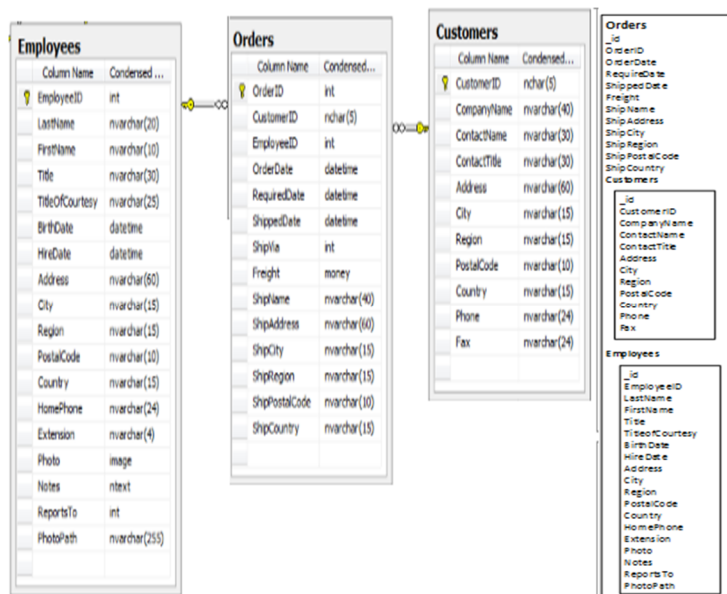 Employees
Column Name Condensed ...
EmployeeID int
LastName nvarchar(20)
FirstName nvarchar(10)
Title nvarchar(30)
TitleOfCourtesy nvarchar(25)
BirthDate datetime
HireDate datetime
Address nvarchar(60)
City nvarchar(15)
Region nvarchar(15)
PostalCode nvarchar(10)
Country nvarchar(15)
HomePhone nvarchar(24)
Extension nvarchar(4)
Photo image
Notes ntext
ReportsTo int
PhotoPath nvarchar(255)
Orders
Column Name Condensed...
OrderID int
CustomerID nchar(5)
EmployeeID int
OrderDate datetime
RequiredDate datetime
ShippedDate datetime
ShipVia int
Freight money
ShipName nvarchar(40)
ShipAddress nvarchar(60)
ShipCity nvarchar(15)
ShipRegion nvarchar(15)
ShipPostalCode nvarchar(10)
ShipCountry nvarchar(15)
Customers
Column Name Condensed...
CustomerID nchar(5)
CompanyName nvarchar(40)
ContactName nvarchar(30)
ContactTitle nvarchar(30)
Address nvarchar(60)
City nvarchar(15)
Region nvarchar(15)
PostalCode nvarchar(10)
Country nvarchar(15)
Phone nvarchar(24)
Fax nvarchar(24)
Orders
_id
OrderID
OrderDate
RequireDate
ShippedDate
Freight
ShipName
ShipAddress
ShipCity
ShipRegion
ShipPostalCode
ShipCountry
Customers
_id
CustomerID
CompanyName
ContactName
ContactTitle
Address
City
Region
PostalCode
Country
Phone
Fax
Employees
_id
EmployeeID
LastName
FirstName
Title
TitleofCourtesy
BirthDate
HireDate
Address
City
Region
PostalCode
Country
HomePhone
Extension
Photo
Notes
ReportsTo
PhotoPath